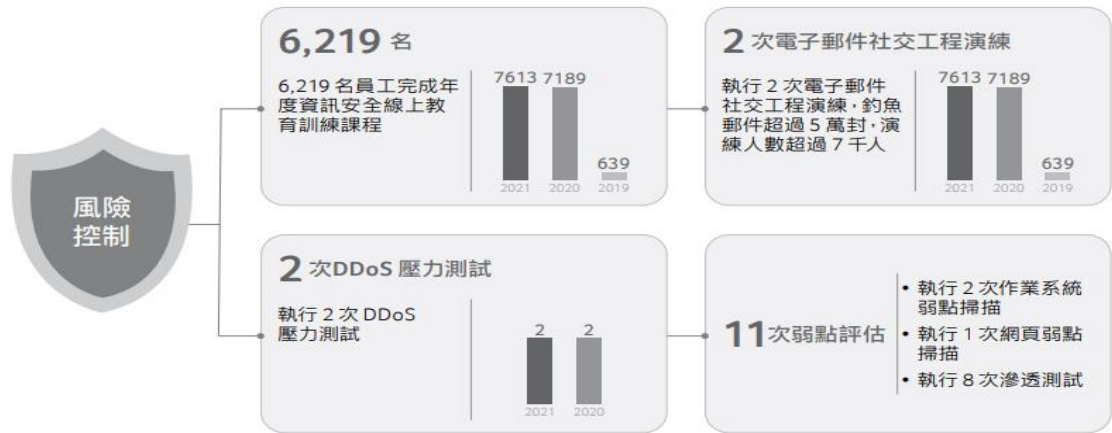 風險
控制
6,219 名
6,219 名員工完成年
度資訊安全線上教
育訓練課程
7613 7189
639
2021 2020 2019
2 次電子郵件社交工程演練
執行 2 次電子郵件
社交工程演練,釣魚
郵件超過 5 萬封,演
練人數超過 7 千人
7613 7189
639
2021 2020 2019
2 次DDoS 壓力測試
執行 2 次 DDoS
壓力測試
2 2
2021 2020
11次弱點評估
• 執行 2 次作業系統
弱點掃描
• 執行 1 次網頁弱點
掃描
• 執行 8 次滲透測試